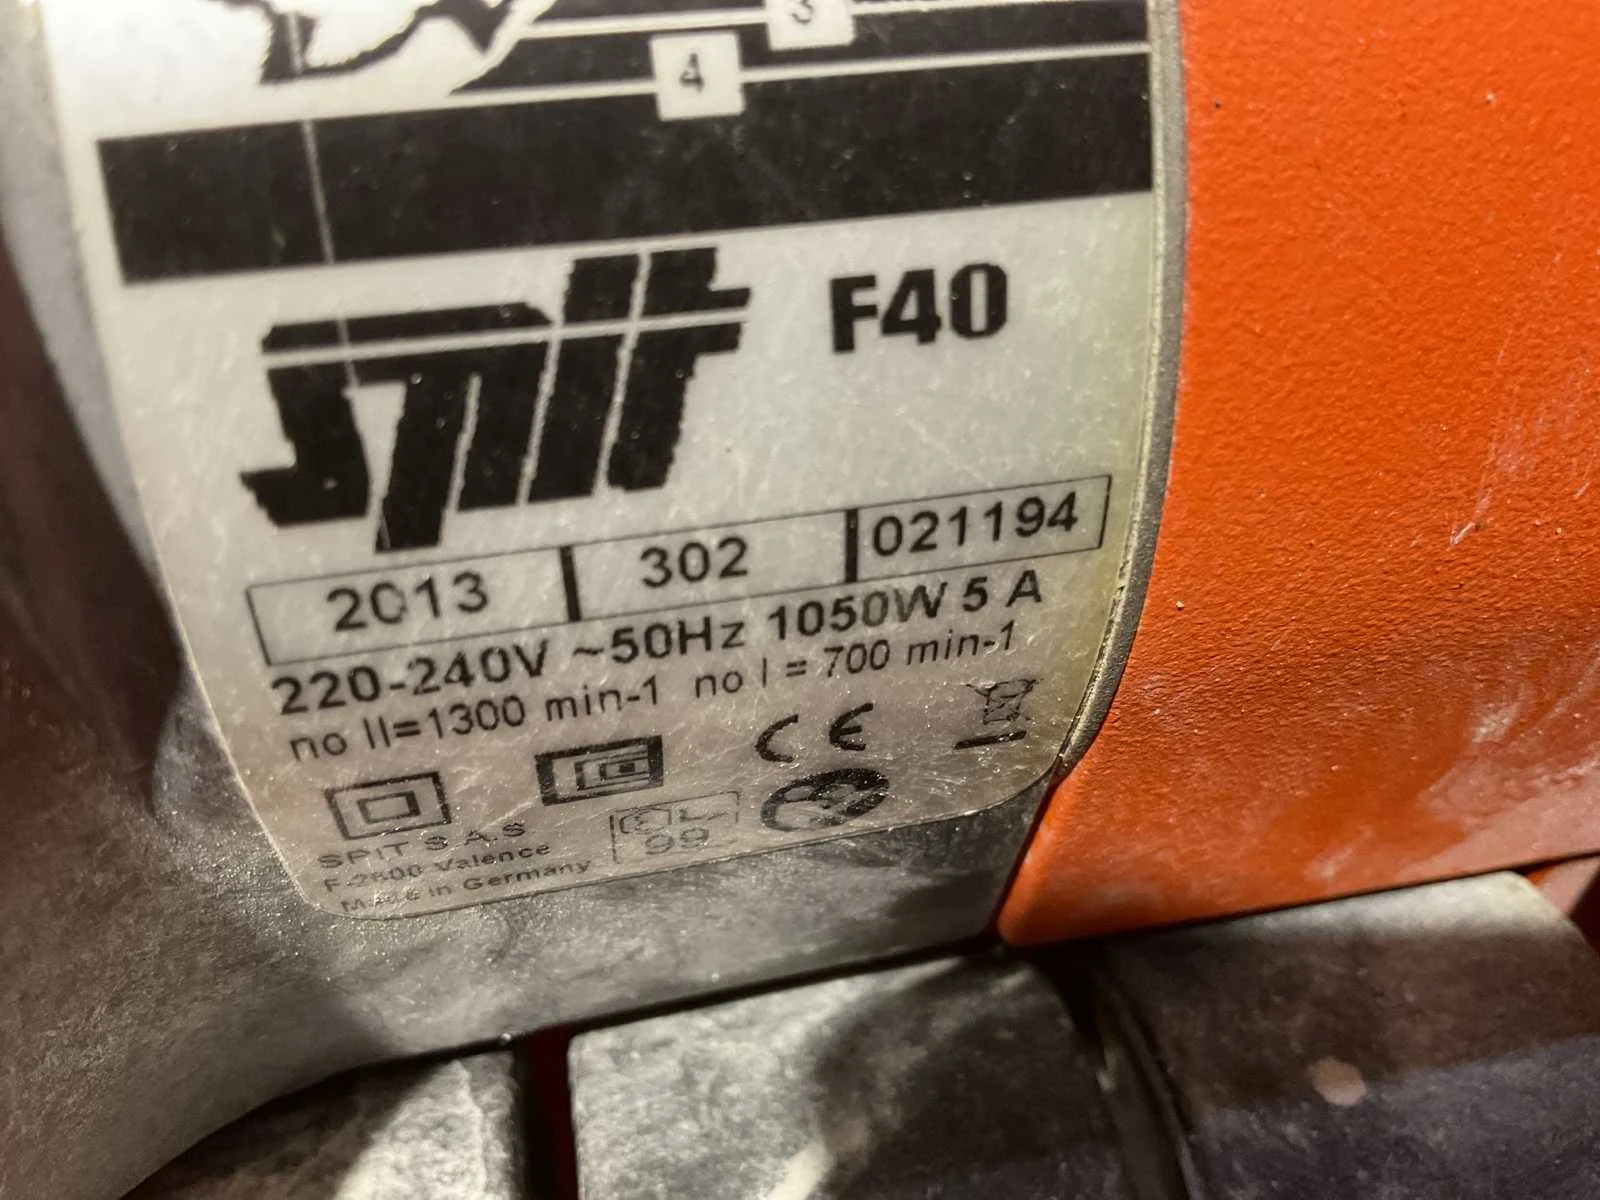 3
4
spit F40
2013 302 021194
220-240V ~50Hz 1050W 5 A
no II=1300 min-1 no I = 700 min-1
CE
SPIT S.A.S
Valence
Made in Germany
99